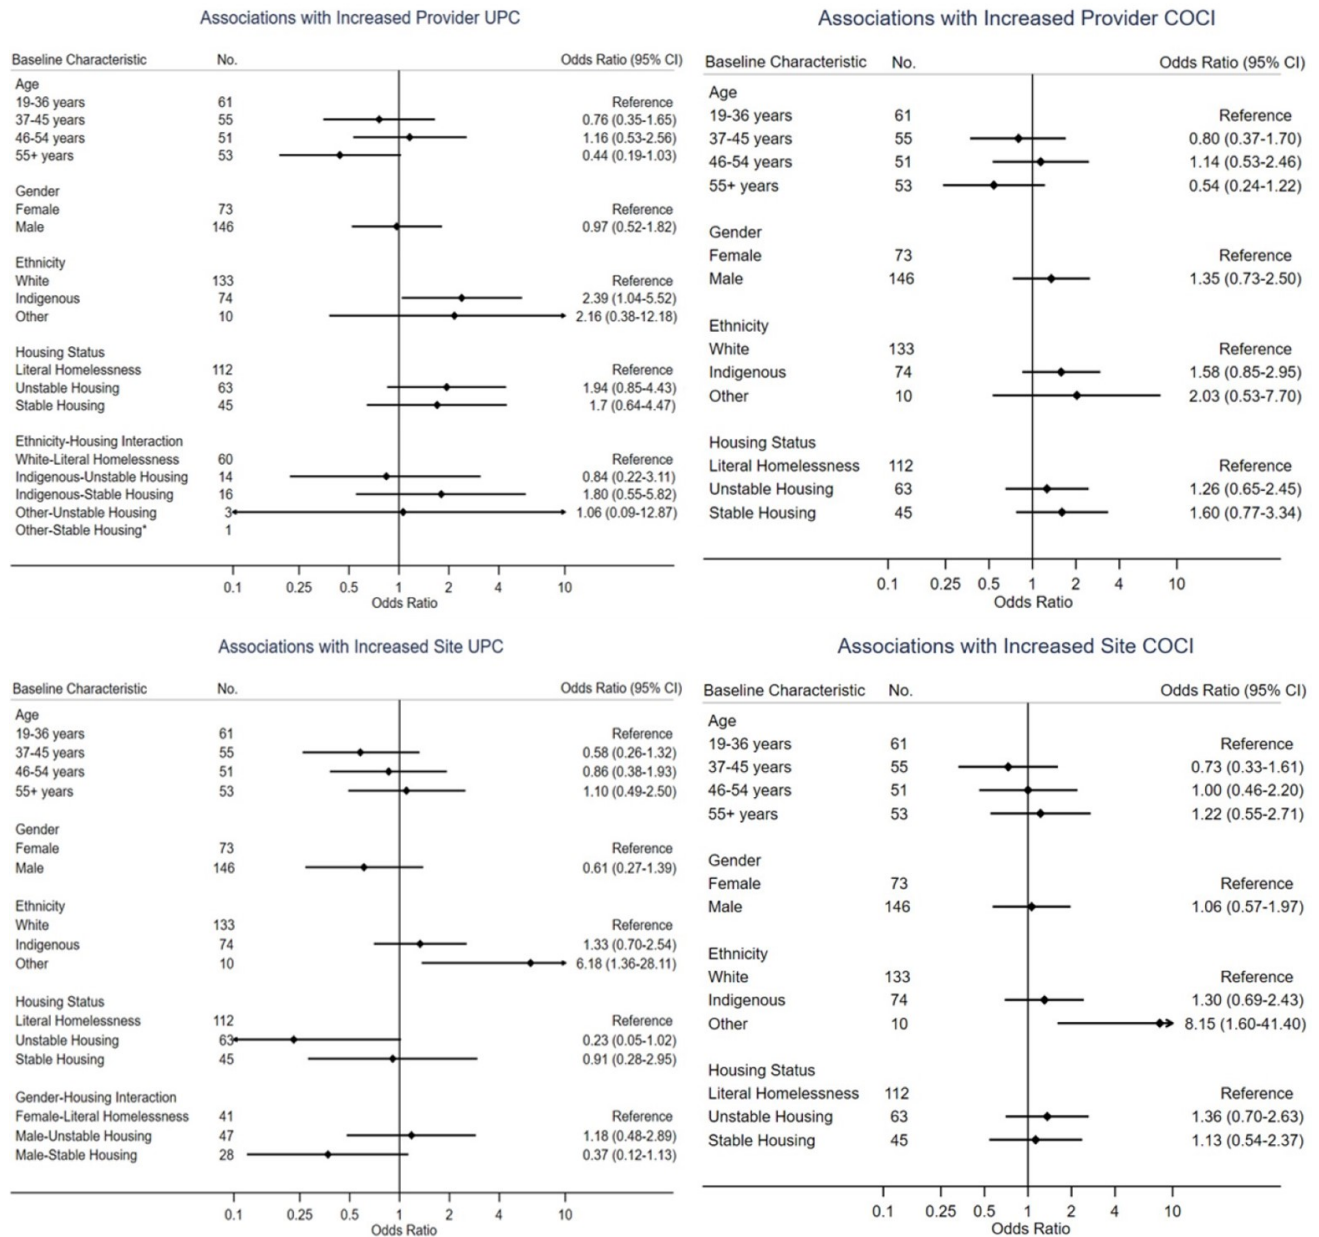 Associations with Increased Provider UPC
Baseline Characteristic No. Odds Ratio (95% CI)
Age
19-36 years 61 Reference
37-45 years 55 0.76 (0.35-1.65)
46-54 years 51 1.16 (0.53-2.56)
55+ years 53 0.44 (0.19-1.03)
Gender
Female 73 Reference
Male 146 0.97 (0.52-1.82)
Ethnicity
White 133 Reference
Indigenous 74 2.39 (1.04-5.52)
Other 10 2.16 (0.38-12.18)
Housing Status
Literal Homelessness 112 Reference
Unstable Housing 63 1.94 (0.85-4.43)
Stable Housing 45 1.7 (0.64-4.47)
Ethnicity-Housing Interaction
White-Literal Homelessness 60 Reference
Indigenous-Unstable Housing 14 0.84 (0.22-3.11)
Indigenous-Stable Housing 16 1.80 (0.55-5.82)
Other-Unstable Housing 3 1.06 (0.09-12.87)
Other-Stable Housing* 1
0.1 0.25 0.5 1 2 4 10
Odds Ratio
Associations with Increased Provider COCI
Baseline Characteristic No. Odds Ratio (95% CI)
Age
19-36 years 61 Reference
37-45 years 55 0.80 (0.37-1.70)
46-54 years 51 1.14 (0.53-2.46)
55+ years 53 0.54 (0.24-1.22)
Gender
Female 73 Reference
Male 146 1.35 (0.73-2.50)
Ethnicity
White 133 Reference
Indigenous 74 1.58 (0.85-2.95)
Other 10 2.03 (0.53-7.70)
Housing Status
Literal Homelessness 112 Reference
Unstable Housing 63 1.26 (0.65-2.45)
Stable Housing 45 1.60 (0.77-3.34)
0.1 0.25 0.5 1 2 4 10
Odds Ratio
Associations with Increased Site UPC
Baseline Characteristic No. Odds Ratio (95% CI)
Age
19-36 years 61 Reference
37-45 years 55 0.58 (0.26-1.32)
46-54 years 51 0.86 (0.38-1.93)
55+ years 53 1.10 (0.49-2.50)
Gender
Female 73 Reference
Male 146 0.61 (0.27-1.39)
Ethnicity
White 133 Reference
Indigenous 74 1.33 (0.70-2.54)
Other 10 6.18 (1.36-28.11)
Housing Status
Literal Homelessness 112 Reference
Unstable Housing 63 0.23 (0.05-1.02)
Stable Housing 45 0.91 (0.28-2.95)
Gender-Housing Interaction
Female-Literal Homelessness 41 Reference
Male-Unstable Housing 47 1.18 (0.48-2.89)
Male-Stable Housing 28 0.37 (0.12-1.13)
0.1 0.25 0.5 1 2 4 10
Odds Ratio
Associations with Increased Site COCI
Baseline Characteristic No. Odds Ratio (95% CI)
Age
19-36 years 61 Reference
37-45 years 55 0.73 (0.33-1.61)
46-54 years 51 1.00 (0.46-2.20)
55+ years 53 1.22 (0.55-2.71)
Gender
Female 73 Reference
Male 146 1.06 (0.57-1.97)
Ethnicity
White 133 Reference
Indigenous 74 1.30 (0.69-2.43)
Other 10 8.15 (1.60-41.40)
Housing Status
Literal Homelessness 112 Reference
Unstable Housing 63 1.36 (0.70-2.63)
Stable Housing 45 1.13 (0.54-2.37)
0.1 0.25 0.5 1 2 4 10
Odds Ratio